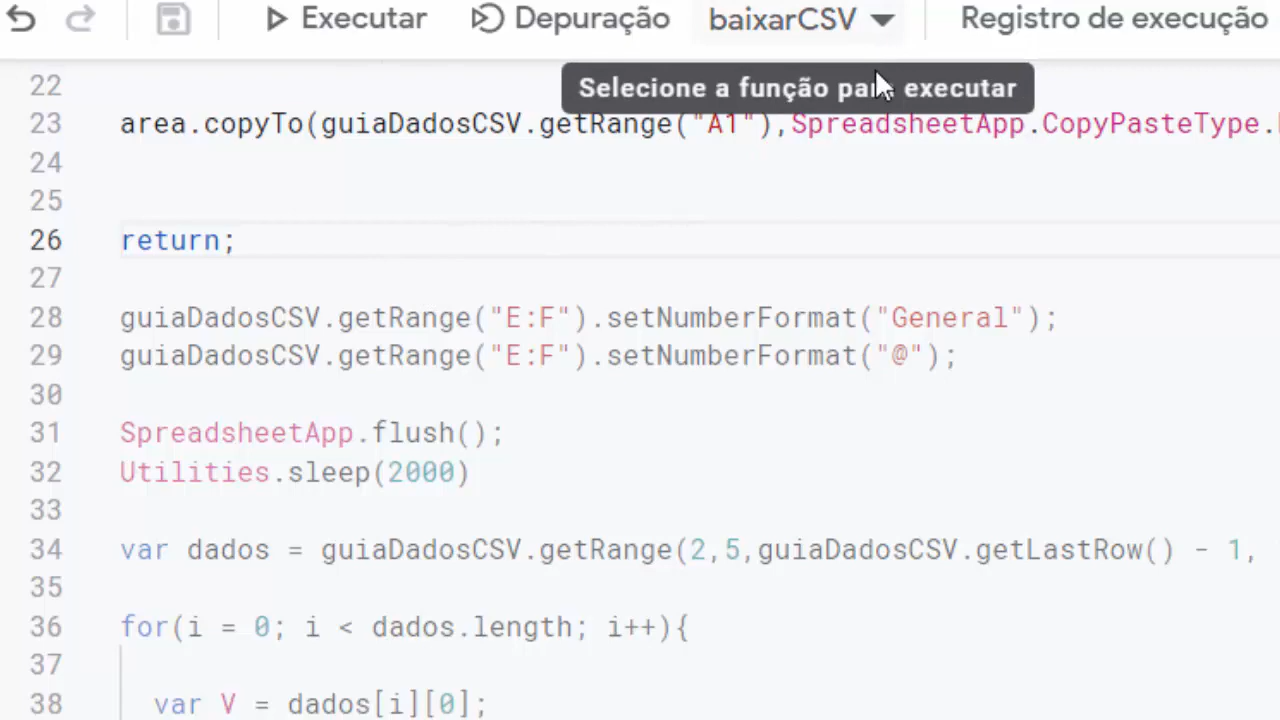 Executar Depuração baixarCSV Registro de execução
Selecione a função executar
22
23 area.copyTo(guiaDadosCSV.getRange("A1"),SpreadsheetApp.CopyPasteType.
24
25
26 return;
27
28 guiaDadosCSV.getRange("E:F").setNumberFormat("General");
29 guiaDadosCSV.getRange("E:F").setNumberFormat("@");
30
31 SpreadsheetApp.flush();
32 Utilities.sleep(2000)
33
34 var dados = guiaDadosCSV.getRange(2,5,guiaDadosCSV.getLastRow() - 1,
35
36 for(i = 0; i < dados.length; i++){
37
38 var V = dados[i][0];